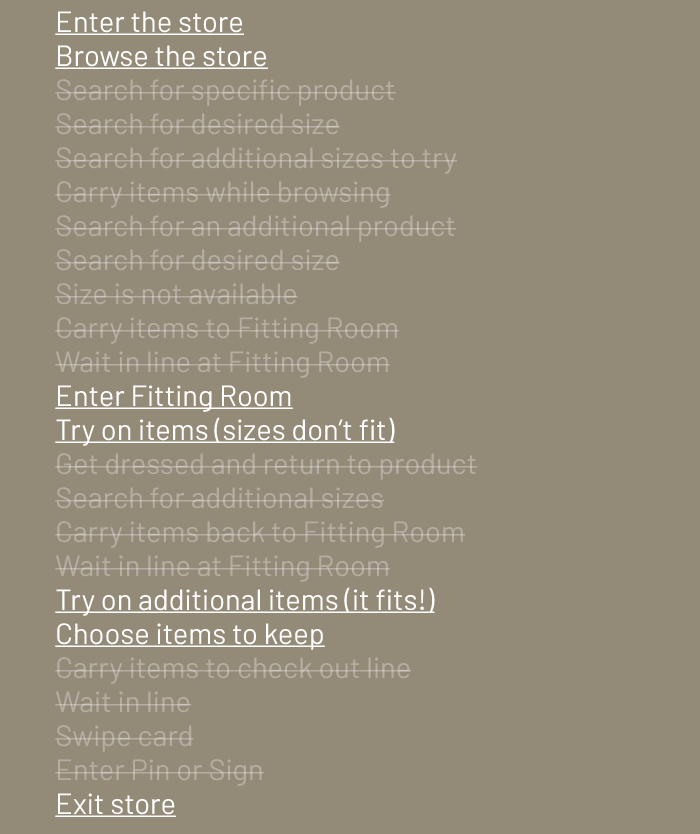 Enter the store
Browse the store
Search for specific product
Search for desired size
Search for additional sizes to try
Carry items while browsing
Search for an additional product
Search for desired size
Size is not available
Carry items to Fitting Room
Wait in line at Fitting Room
Enter Fitting Room
Try on items (sizes don’t fit)
Get dressed and return to product
Search for additional sizes
Carry items back to Fitting Room
Wait in line at Fitting Room
Try on additional items (it fits!)
Choose items to keep
Carry items to check out line
Wait in line
Swipe card
Enter Pin or Sign
Exit store